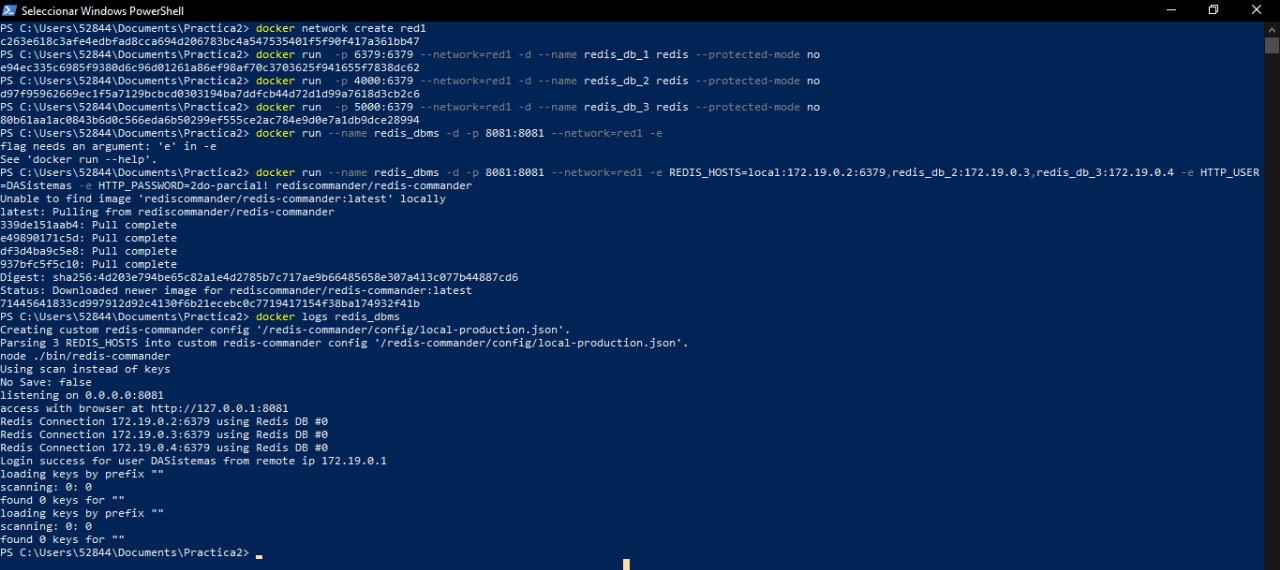 Seleccionar Windows PowerShell
PS C:\Users\52844\Documents\Practica2> docker network create red1
c263e618c3afe4edbfad8cca694d206783bc4a547535401f5f90f417a361bb47
PS C:\Users\52844\Documents\Practica2> docker run  -p 6379:6379 --network=red1 -d --name redis_db_1 redis --protected-mode no
e94ec335c6985f9380d6c96d01261a86ef98af70c3703625f941655f7838dc62
PS C:\Users\52844\Documents\Practica2> docker run  -p 4000:6379 --network=red1 -d --name redis_db_2 redis --protected-mode no
d97f95962669ec1f5a7129bcbcd0303194ba7ddfcb44d72d1d99a7618d3cb2c6
PS C:\Users\52844\Documents\Practica2> docker run  -p 5000:6379 --network=red1 -d --name redis_db_3 redis --protected-mode no
80b61aa1ac0843b6d0c566eda6b50299ef555ce2ac784e9d0e7a1db9dce28994
PS C:\Users\52844\Documents\Practica2> docker run --name redis_dbms -d -p 8081:8081 --network=red1 -e
flag needs an argument: 'e' in -e
See 'docker run --help'.
PS C:\Users\52844\Documents\Practica2> docker run --name redis_dbms -d -p 8081:8081 --network=red1 -e REDIS_HOSTS=local:172.19.0.2:6379,redis_db_2:172.19.0.3,redis_db_3:172.19.0.4 -e HTTP_USER
=DASistemas -e HTTP_PASSWORD=2do-parcial! rediscommander/redis-commander
Unable to find image 'rediscommander/redis-commander:latest' locally
latest: Pulling from rediscommander/redis-commander
339de151aab4: Pull complete
e49890171c5d: Pull complete
df3d4ba9c5e8: Pull complete
937bfc5f5c10: Pull complete
Digest: sha256:4d203e794be65c82a1e4d2785b7c717ae9b66485658e307a413c077b44887cd6
Status: Downloaded newer image for rediscommander/redis-commander:latest
71445641833cd997912d92c4130f6b21ecebc0c7719417154f38ba174932f41b
PS C:\Users\52844\Documents\Practica2> docker logs redis_dbms
Creating custom redis-commander config '/redis-commander/config/local-production.json'.
Parsing 3 REDIS_HOSTS into custom redis-commander config '/redis-commander/config/local-production.json'.
node ./bin/redis-commander
Using scan instead of keys
No Save: false
listening on 0.0.0.0:8081
access with browser at http://127.0.0.1:8081
Redis Connection 172.19.0.2:6379 using Redis DB #0
Redis Connection 172.19.0.3:6379 using Redis DB #0
Redis Connection 172.19.0.4:6379 using Redis DB #0
Login success for user DASistemas from remote ip 172.19.0.1
loading keys by prefix ""
scanning: 0: 0
found 0 keys for ""
loading keys by prefix ""
scanning: 0: 0
found 0 keys for ""
PS C:\Users\52844\Documents\Practica2>